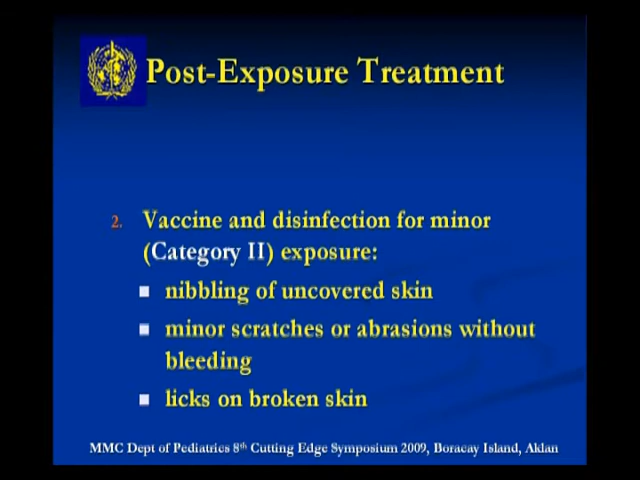 Post-Exposure Treatment
2. Vaccine and disinfection for minor
(Category II) exposure:
nibbling of uncovered skin
minor scratches or abrasions without
bleeding
licks on broken skin
MMC Dept of Pediatrics 8th Cutting Edge Symposium 2009, Boracay Island, Aklan